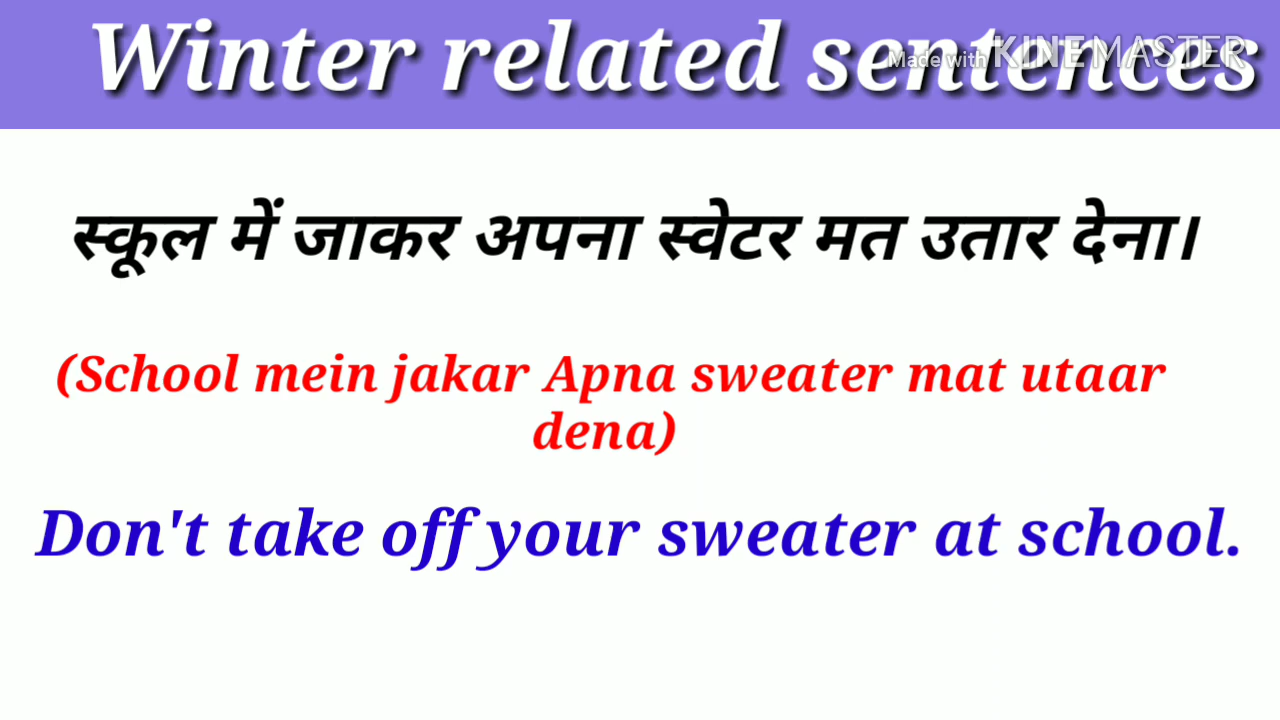 Winter related sentences
Made with KINEMASTER
स्कूल में जाकर अपना स्वेटर मत उतार देना।
(School mein jakar Apna sweater mat utaar
dena)
Don't take off your sweater at school.